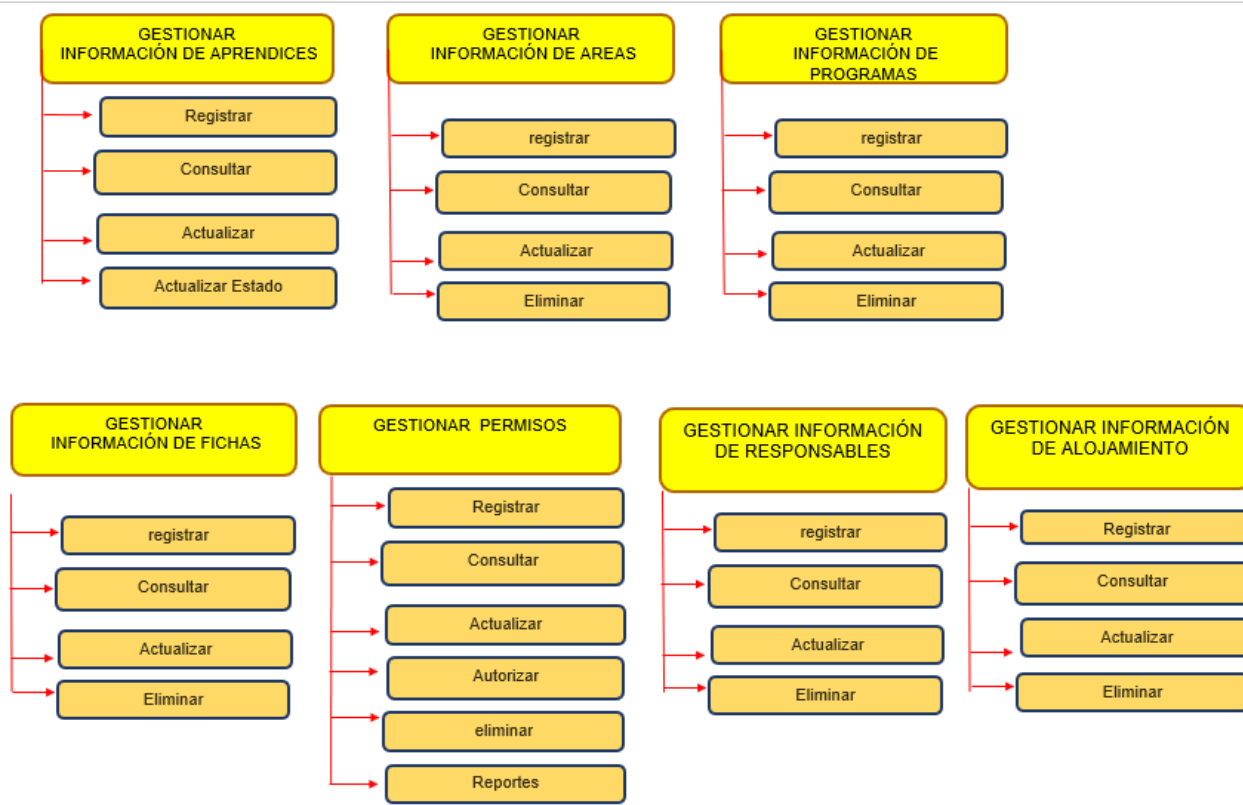 GESTIONAR
INFORMACIÓN DE APRENDICES
Registrar
Consultar
Actualizar
Actualizar Estado
GESTIONAR
INFORMACIÓN DE AREAS
registrar
Consultar
Actualizar
Eliminar
GESTIONAR
INFORMACIÓN DE
PROGRAMAS
registrar
Consultar
Actualizar
Eliminar
GESTIONAR
INFORMACIÓN DE FICHAS
registrar
Consultar
Actualizar
Eliminar
GESTIONAR PERMISOS
Registrar
Consultar
Actualizar
Autorizar
eliminar
Reportes
GESTIONAR INFORMACIÓN
DE RESPONSABLES
registrar
Consultar
Actualizar
Eliminar
GESTIONAR INFORMACIÓN
DE ALOJAMIENTO
Registrar
Consultar
Actualizar
Eliminar